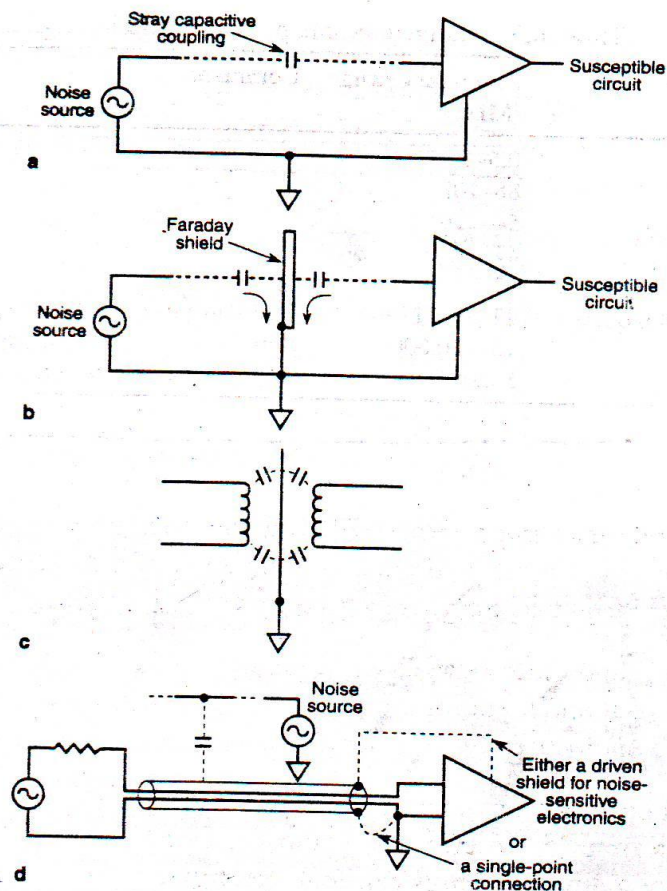 Stray capacitive
coupling
Noise
source
Susceptible
circuit
a
Faraday
shield
Noise
source
Susceptible
circuit
b
c
Noise
source
Either a driven
shield for noise-
sensitive
electronics
or
a single-point
connection
d